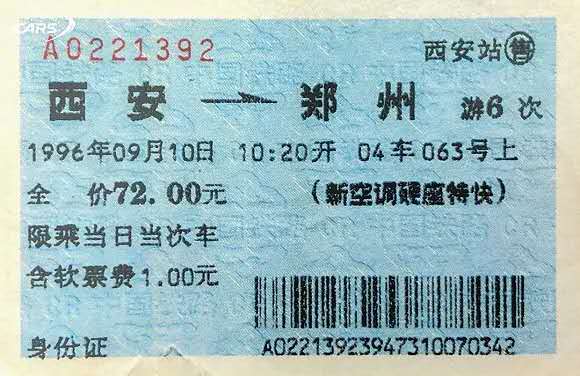 CARS
A0221392 西安站售
西安 → 郑州 游6次
1996年09月10日 10:20开 04车063号上
全 价72.00元 (新空调硬座特快)
限乘当日当次车
含软票费1.00元
身份证 A02213923947310070342